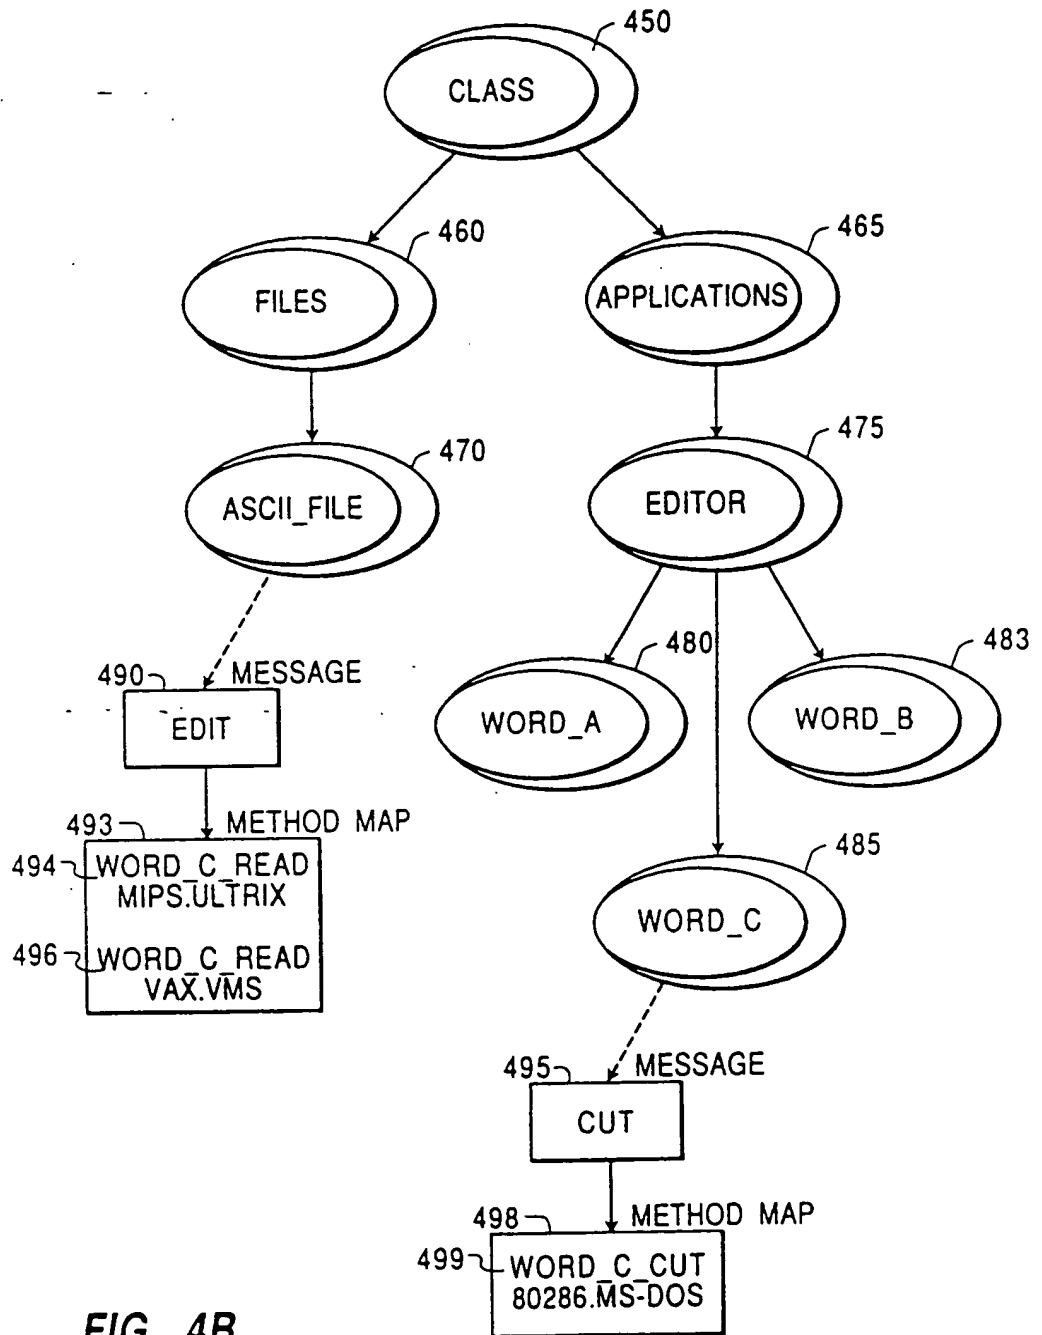 450
CLASS
460
465
FILES
APPLICATIONS
470
475
ASCII_FILE
EDITOR
480
483
490
MESSAGE
EDIT
WORD_A
WORD_B
493
METHOD MAP
494
WORD_C_READ
MIPS.ULTRIX
485
496
WORD_C_READ
VAX.VMS
WORD_C
495
MESSAGE
CUT
498
METHOD MAP
499
WORD_C_CUT
80286.MS-DOS
FIG. 4B